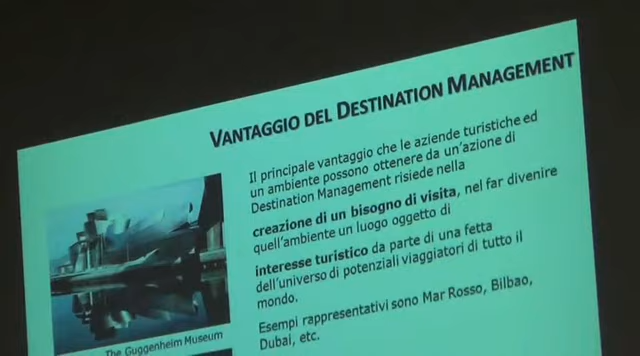 VANTAGGIO DEL DESTINATION MANAGEMENT
Il principale vantaggio che le aziende turistiche ed
un ambiente possono ottenere da un'azione di
Destination Management risiede nella
creazione di un bisogno di visita, nel far divenire
quell'ambiente un luogo oggetto di
interesse turistico da parte di una fetta
dell'universo di potenziali viaggiatori di tutto il
mondo.
Esempi rappresentativi sono Mar Rosso, Bilbao,
Dubai, etc.
The Guggenheim Museum